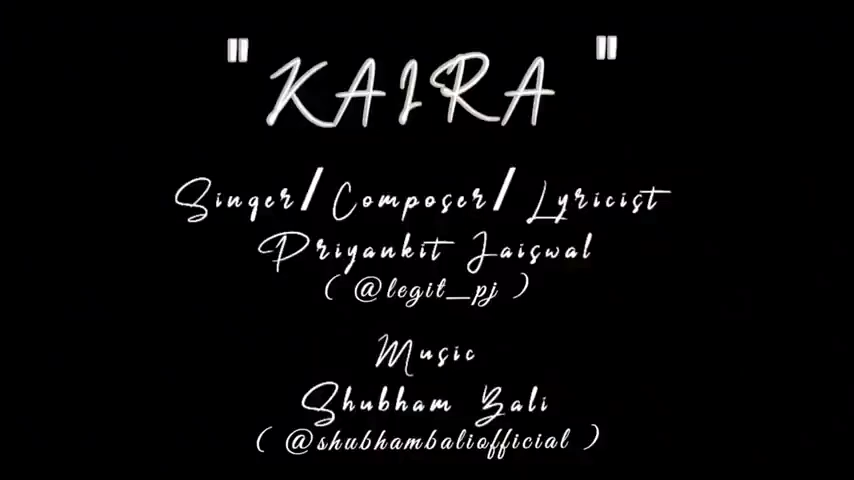 " KAIRA "
Singer/ Composer/ Lyricist
Priyankit Jaiswal
( @legit_pj )
Music
Shubham Bali
( @shubhambaliofficial )